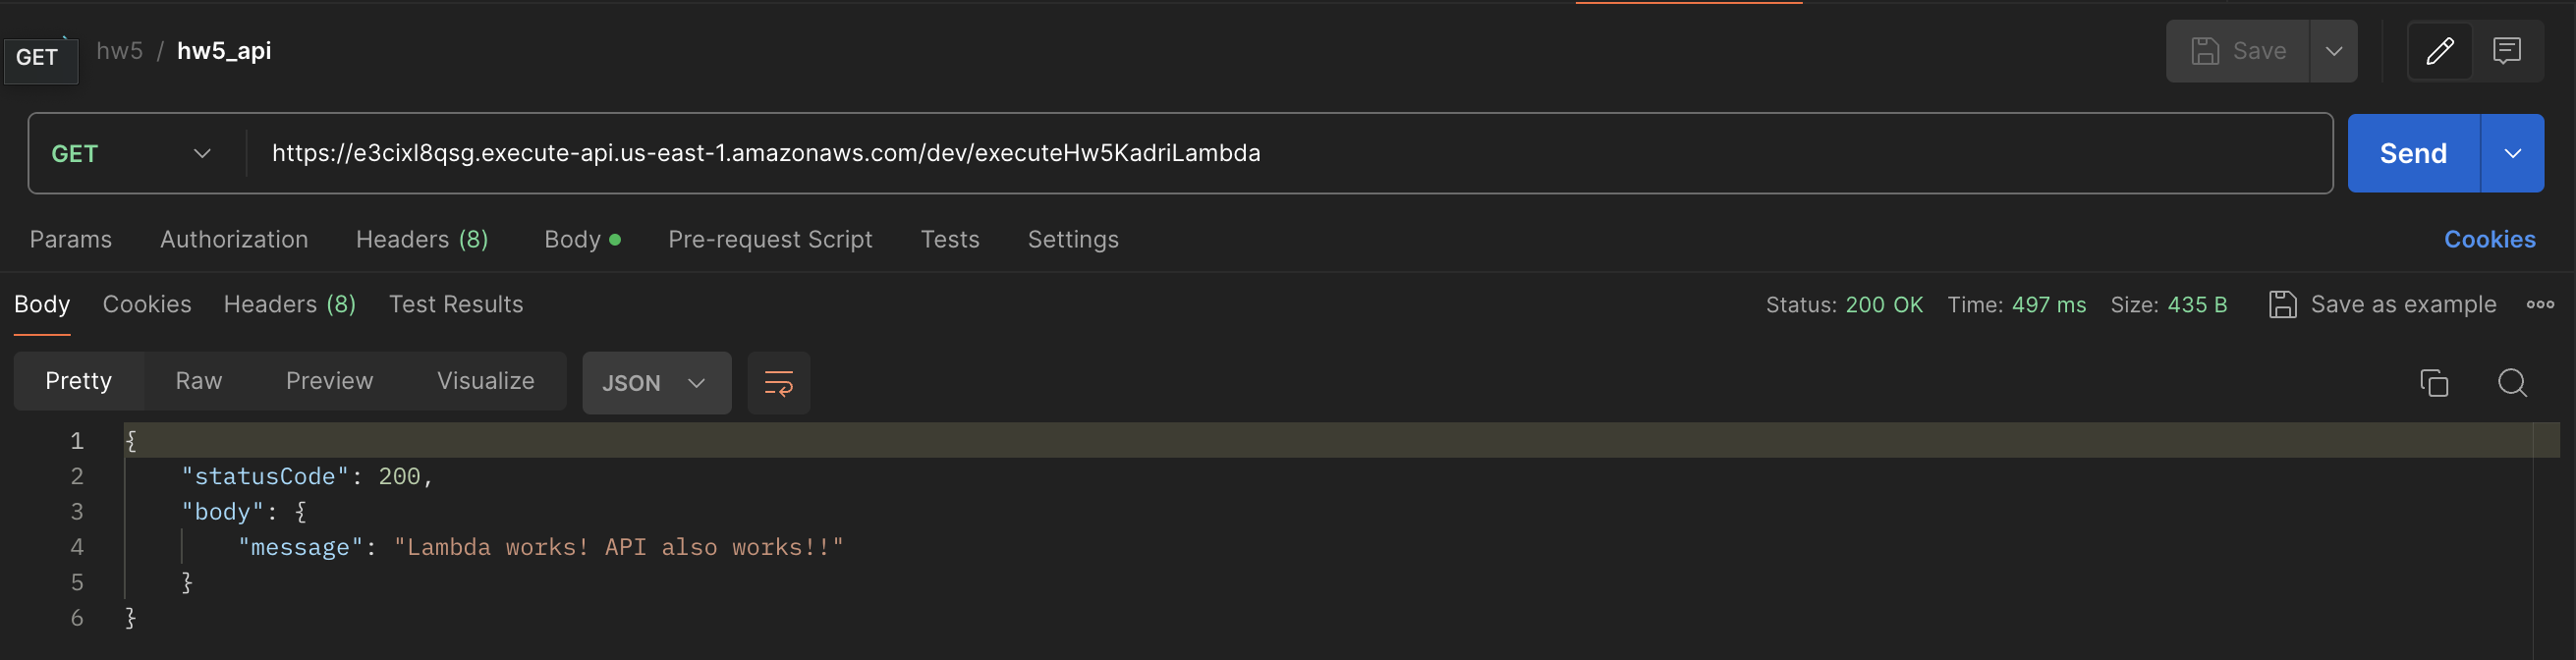 GET hw5 / hw5_api Save
GET https://e3cixl8qsg.execute-api.us-east-1.amazonaws.com/dev/executeHw5KadriLambda Send
Params Authorization Headers (8) Body Pre-request Script Tests Settings Cookies
Body Cookies Headers (8) Test Results Status: 200 OK Time: 497 ms Size: 435 B Save as example
Pretty Raw Preview Visualize JSON
1 {
2 "statusCode": 200,
3 "body": {
4 "message": "Lambda works! API also works!!"
5 }
6 }